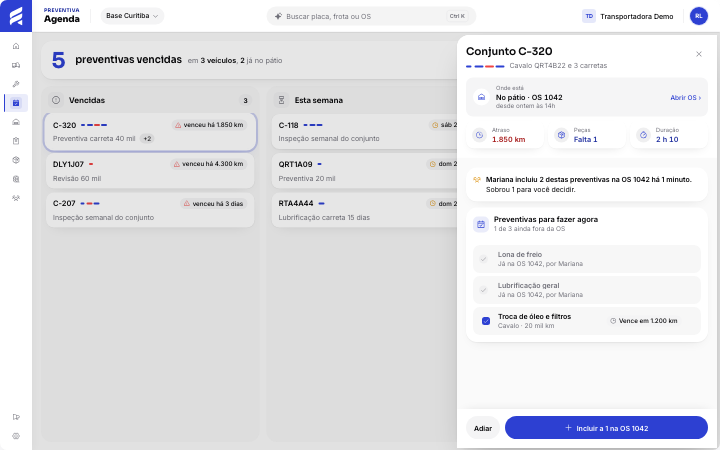 PREVENTIVA
Agenda
Base Curitiba
Buscar placa, frota ou OS
Ctrl K
TD
Transportadora Demo
RL
5 preventivas vencidas em 3 veículos, 2 já no pátio
Vencidas
3
C-320
venceu há 1.850 km
Preventiva carreta 40 mil
+2
DLY1J07
venceu há 4.300 km
Revisão 60 mil
C-207
venceu há 3 dias
Inspeção semanal do conjunto
Esta semana
C-118
sáb 2
Inspeção semanal do conjunto
QRT1A09
dom 2
Preventiva 20 mil
RTA4A44
dom 2
Lubrificação carreta 15 dias
Conjunto C-320
Cavalo QRT4B22 e 3 carretas
Onde está
No pátio · OS 1042
desde ontem às 14h
Abrir OS ›
Atraso
1.850 km
Peças
Falta 1
Duração
2 h 10
Mariana incluiu 2 destas preventivas na OS 1042 há 1 minuto.
Sobrou 1 para você decidir.
Preventivas para fazer agora
1 de 3 ainda fora da OS
Lona de freio
Já na OS 1042, por Mariana
Lubrificação geral
Já na OS 1042, por Mariana
Troca de óleo e filtros
Cavalo · 20 mil km
Vence em 1.200 km
Adiar
+ Incluir a 1 na OS 1042